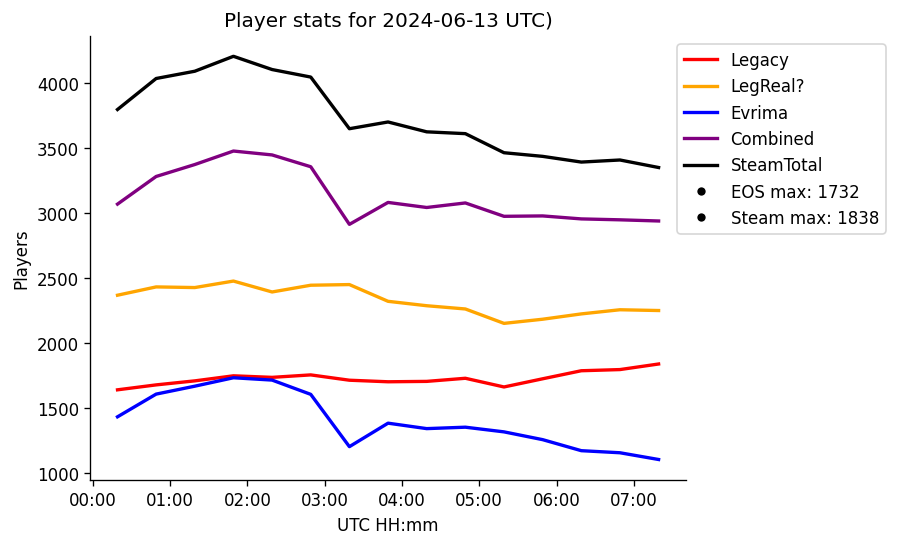 Player stats for 2024-06-13 UTC)
Legacy
LegReal?
Evrima
Combined
SteamTotal
EOS max: 1732
Steam max: 1838
Players
4000
3500
3000
2500
2000
1500
1000
00:00 01:00 02:00 03:00 04:00 05:00 06:00 07:00
UTC HH:mm